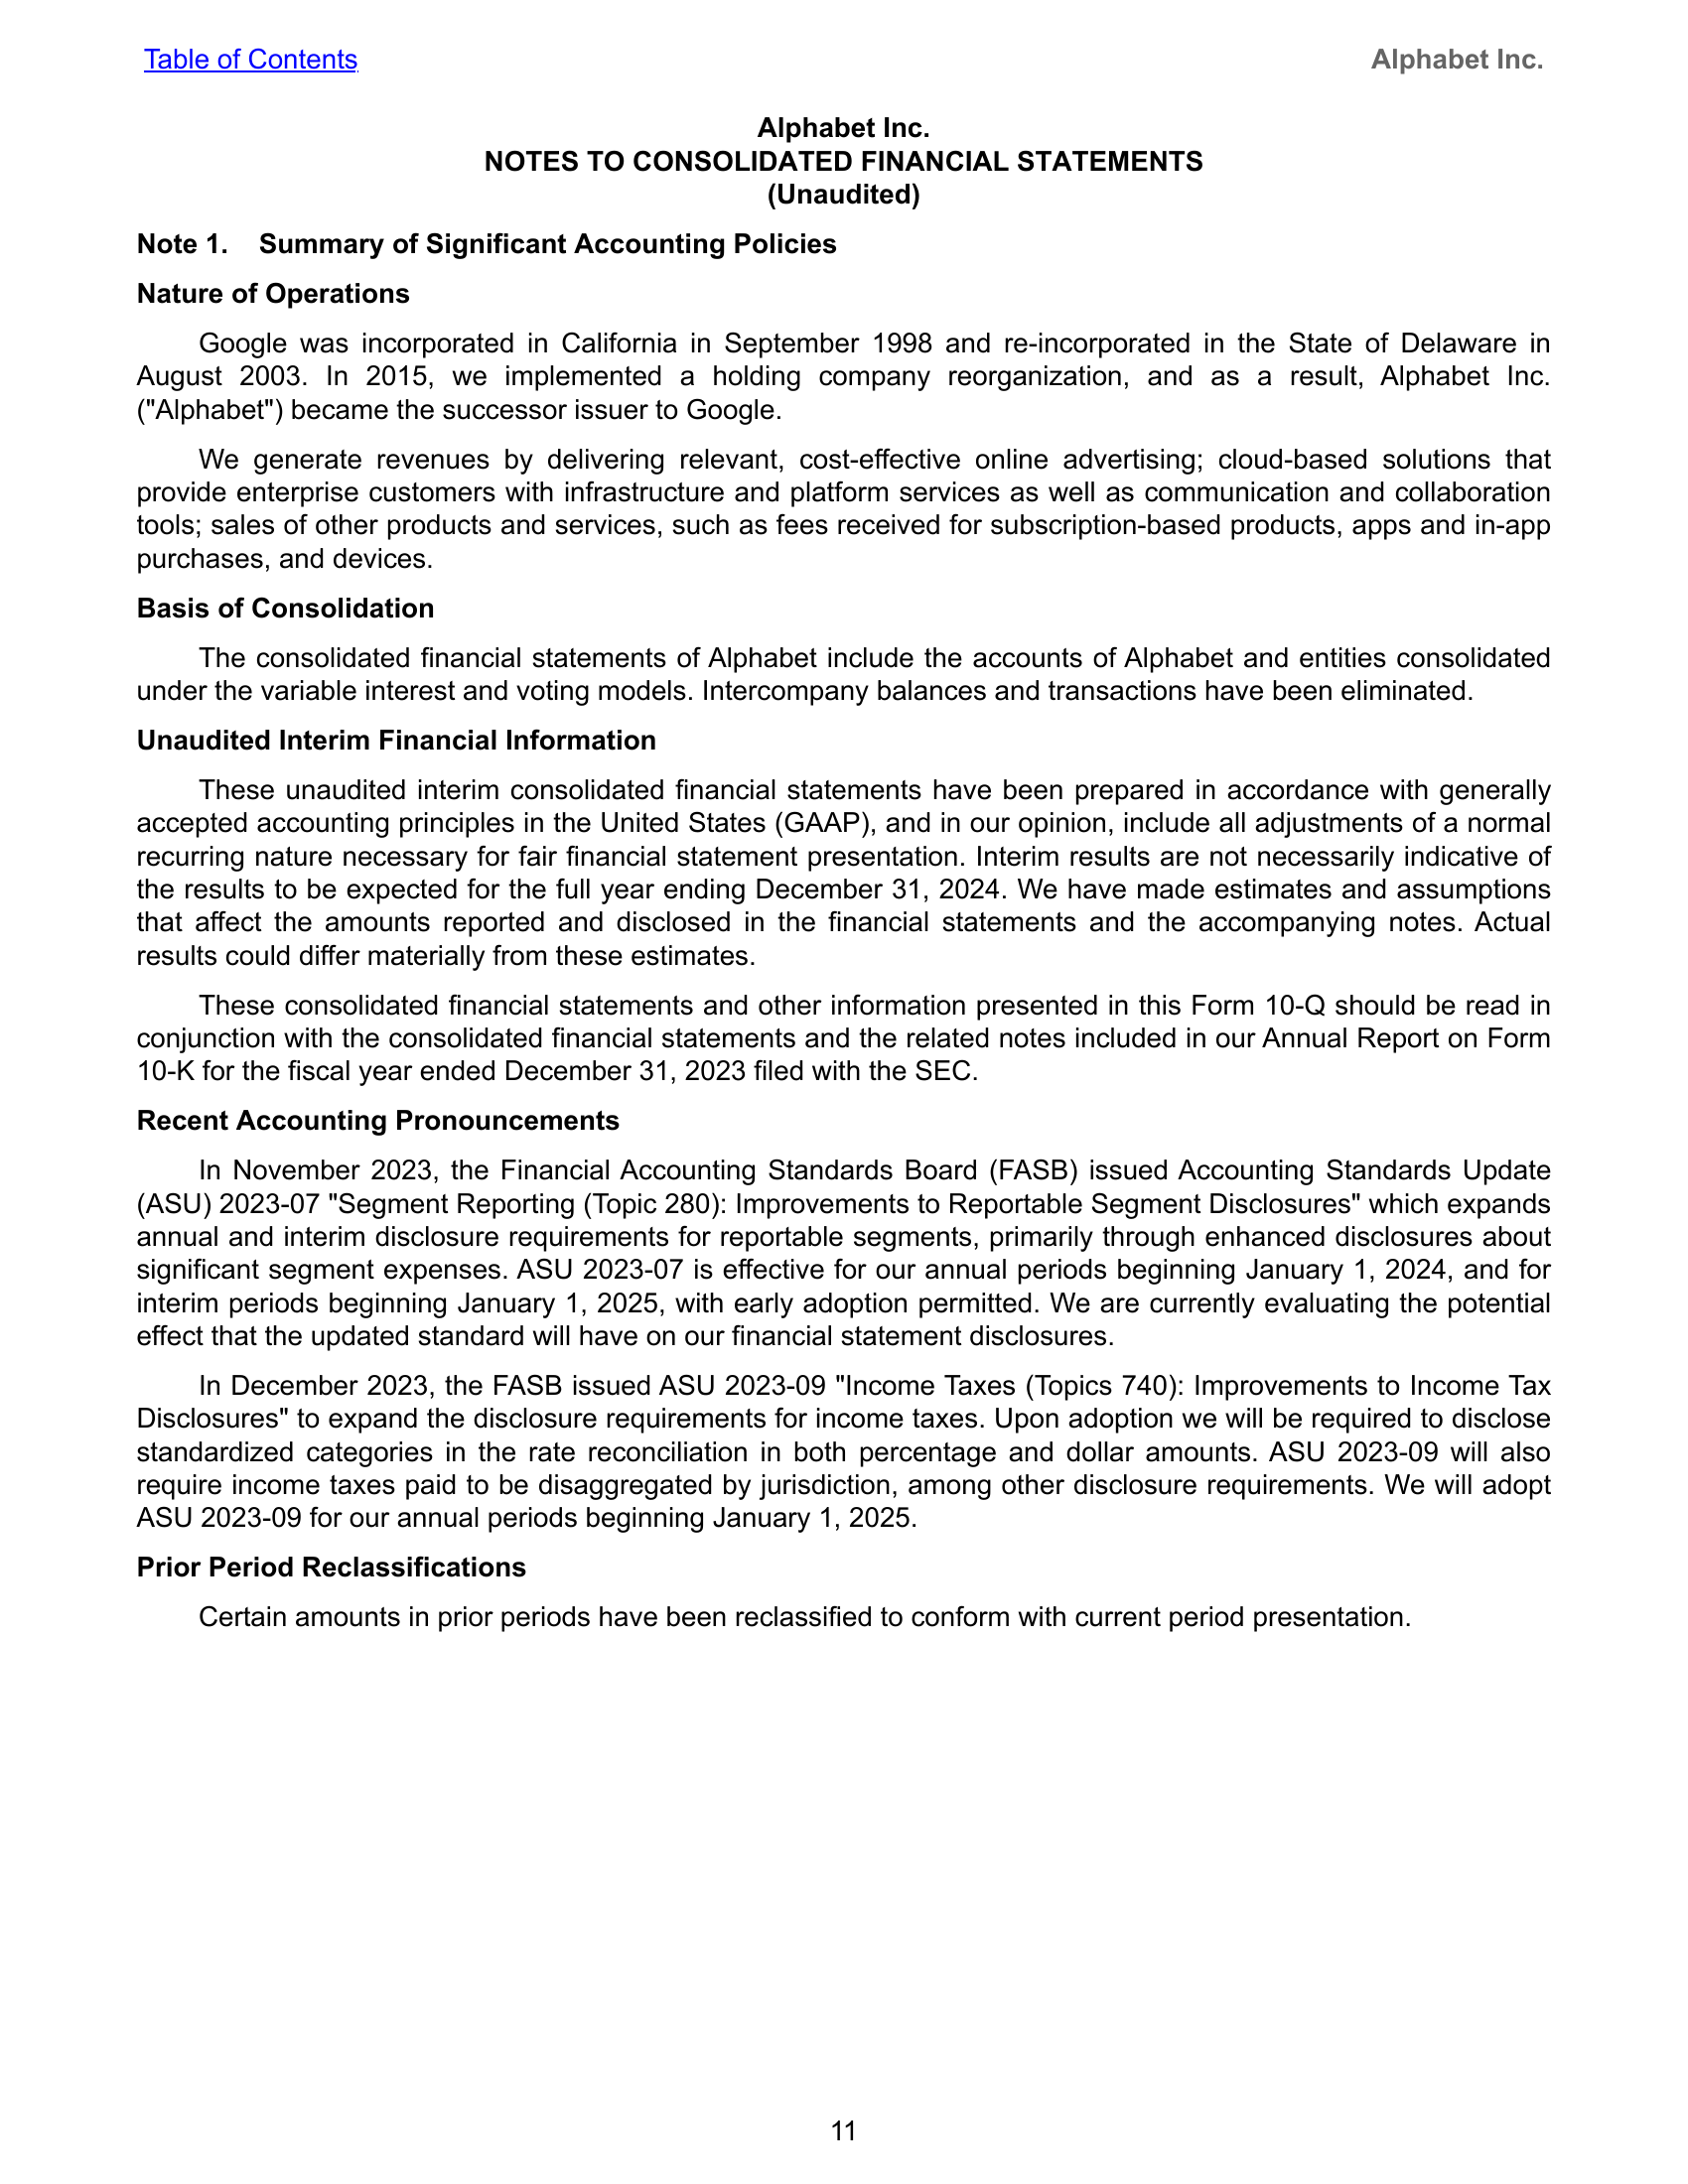 Table of Contents
Alphabet Inc.
Alphabet Inc.
NOTES TO CONSOLIDATED FINANCIAL STATEMENTS
(Unaudited)
Note 1. Summary of Significant Accounting Policies
Nature of Operations
Google was incorporated in California in September 1998 and re-incorporated in the State of Delaware in
August 2003. In 2015, we implemented a holding company reorganization, and as a result, Alphabet Inc.
("Alphabet") became the successor issuer to Google.
We generate revenues by delivering relevant, cost-effective online advertising; cloud-based solutions that
provide enterprise customers with infrastructure and platform services as well as communication and collaboration
tools; sales of other products and services, such as fees received for subscription-based products, apps and in-app
purchases, and devices.
Basis of Consolidation
The consolidated financial statements of Alphabet include the accounts of Alphabet and entities consolidated
under the variable interest and voting models. Intercompany balances and transactions have been eliminated.
Unaudited Interim Financial Information
These unaudited interim consolidated financial statements have been prepared in accordance with generally
accepted accounting principles in the United States (GAAP), and in our opinion, include all adjustments of a normal
recurring nature necessary for fair financial statement presentation. Interim results are not necessarily indicative of
the results to be expected for the full year ending December 31, 2024. We have made estimates and assumptions
that affect the amounts reported and disclosed in the financial statements and the accompanying notes. Actual
results could differ materially from these estimates.
These consolidated financial statements and other information presented in this Form 10-Q should be read in
conjunction with the consolidated financial statements and the related notes included in our Annual Report on Form
10-K for the fiscal year ended December 31, 2023 filed with the SEC.
Recent Accounting Pronouncements
In November 2023, the Financial Accounting Standards Board (FASB) issued Accounting Standards Update
(ASU) 2023-07 "Segment Reporting (Topic 280): Improvements to Reportable Segment Disclosures" which expands
annual and interim disclosure requirements for reportable segments, primarily through enhanced disclosures about
significant segment expenses. ASU 2023-07 is effective for our annual periods beginning January 1, 2024, and for
interim periods beginning January 1, 2025, with early adoption permitted. We are currently evaluating the potential
effect that the updated standard will have on our financial statement disclosures.
In December 2023, the FASB issued ASU 2023-09 "Income Taxes (Topics 740): Improvements to Income Tax
Disclosures" to expand the disclosure requirements for income taxes. Upon adoption we will be required to disclose
standardized categories in the rate reconciliation in both percentage and dollar amounts. ASU 2023-09 will also
require income taxes paid to be disaggregated by jurisdiction, among other disclosure requirements. We will adopt
ASU 2023-09 for our annual periods beginning January 1, 2025.
Prior Period Reclassifications
Certain amounts in prior periods have been reclassified to conform with current period presentation.
11